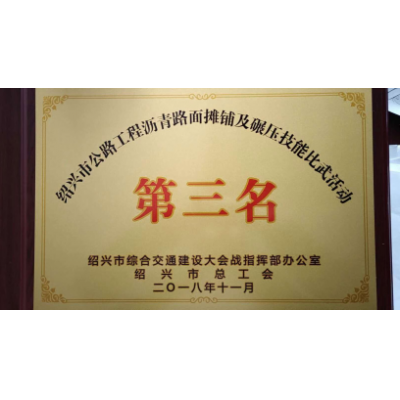 绍兴市公路工程沥青路面摊铺及碾压技能比武活动
第三名
绍兴市综合交通建设大会战指挥部办公室
绍兴市总工会
二〇一八年十一月